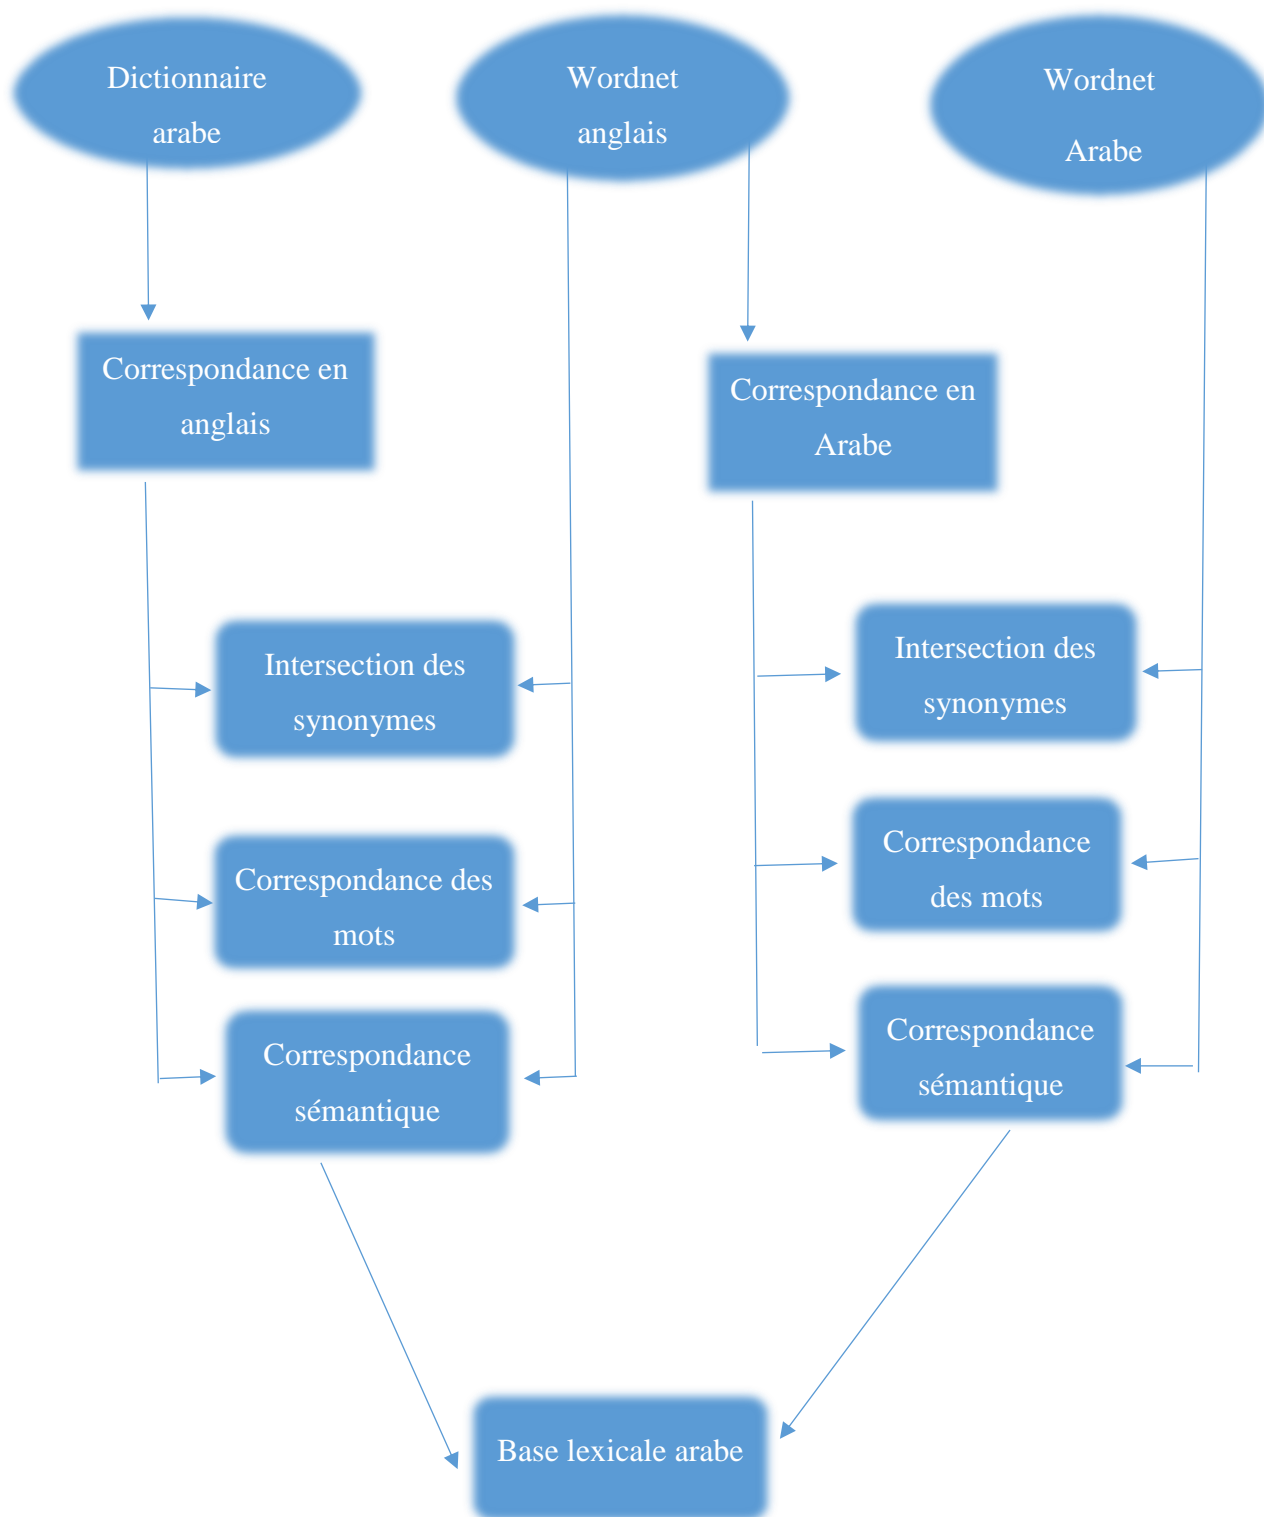 Dictionnaire
arabe
Wordnet
anglais
Wordnet
Arabe
Correspondance en
anglais
Correspondance en
Arabe
Intersection des
synonymes
Intersection des
synonymes
Correspondance des
mots
Correspondance
des mots
Correspondance
sémantique
Correspondance
sémantique
Base lexicale arabe